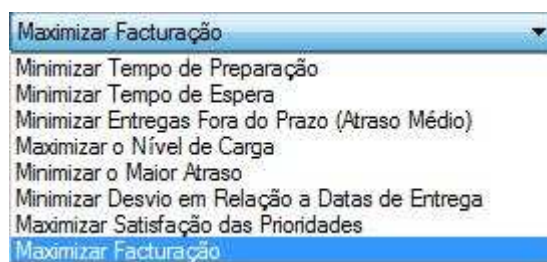 Maximizar Facturação
Minimizar Tempo de Preparação
Minimizar Tempo de Espera
Minimizar Entregas Fora do Prazo (Atraso Médio)
Maximizar o Nível de Carga
Minimizar o Maior Atraso
Minimizar Desvio em Relação a Datas de Entrega
Maximizar Satisfação das Prioridades
Maximizar Facturação